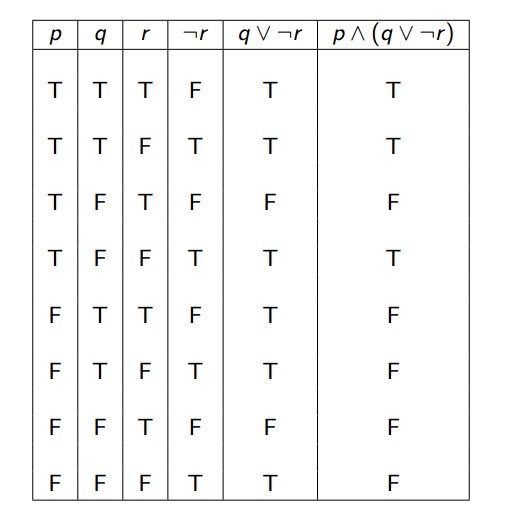 p q r ¬r q ∨ ¬r p ∧ (q ∨ ¬r)
T T T F T T
T T F T T T
T F T F F F
T F F T T T
F T T F T F
F T F T T F
F F T F F F
F F F T T F